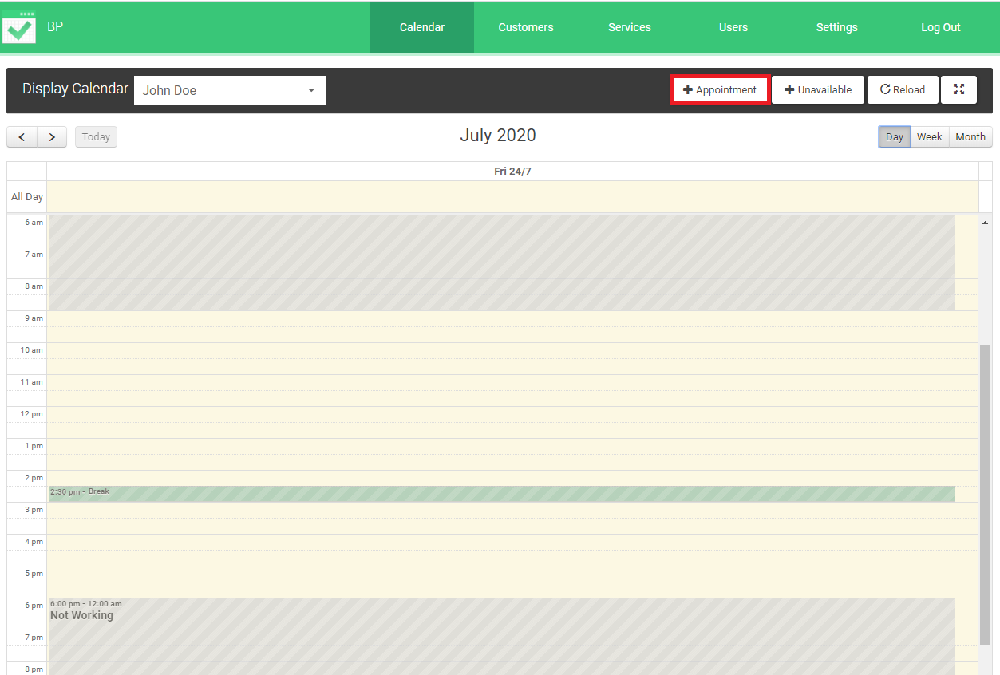 BP
Calendar Customers Services Users Settings Log Out
Display Calendar John Doe Appointment Unavailable Reload
Today July 2020 Day Week Month
Fri 24/7
All Day
6 am
7 am
8 am
9 am
10 am
11 am
12 pm
1 pm
2 pm
2:30 pm - Break
3 pm
4 pm
5 pm
6 pm 6:00 pm - 12:00 am
Not Working
7 pm
8 pm